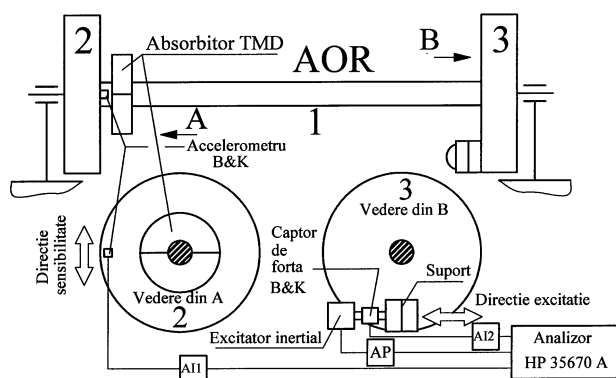 2
Absorbitor TMD
AOR
B
3
A
1
Accelerometru
B&K
Directie
sensibilitate
Vedere din A
2
3
Vedere din B
Captor
de
forta
B&K
Suport
Directie excitatie
Excitator inertial
AP
AI2
AI1
Analizor
HP 35670 A